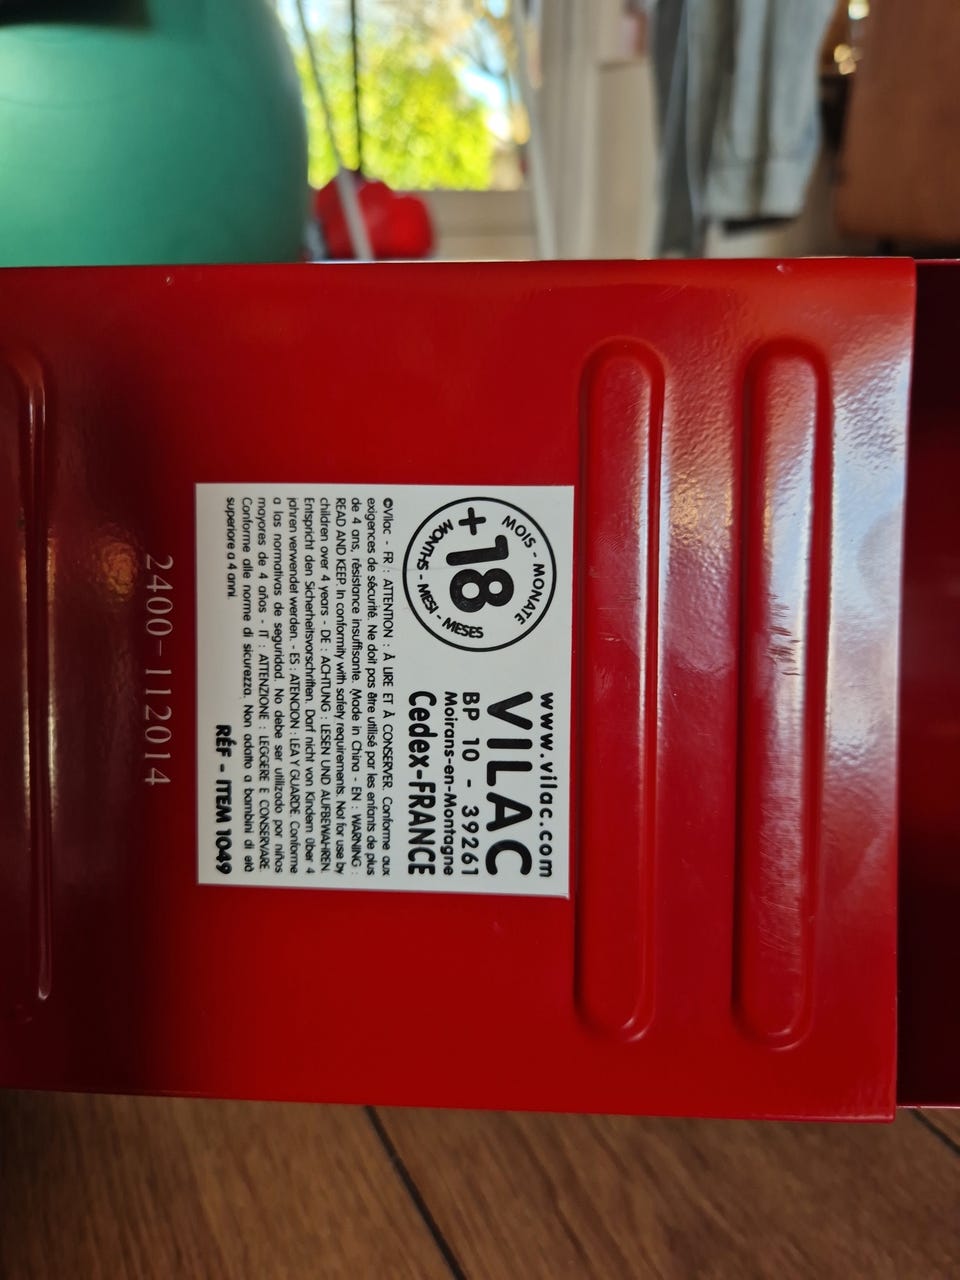 MOIS - MONATE
+18
MONTHS - MESI - MESES
www.vilac.com
VILAC
BP 10 - 39261
Moirans-en-Montagne
Cedex-FRANCE
©Vilac - FR : ATTENTION : À LIRE ET À CONSERVER. Conforme aux
exigences de sécurité. Ne doit pas être utilisé par les enfants de plus
de 4 ans, résistance insuffisante. Made in China - EN : WARNING :
READ AND KEEP. In conformity with safety requirements. Not for use by
children over 4 years - DE : ACHTUNG : LESEN UND AUFBEWAHREN.
Entspricht den Sicherheitsvorschriften. Darf nicht von Kindern über 4
jahren verwendet werden. - ES : ATENCION : LEA Y GUARDE. Conforme
a las normativas de seguridad. No debe ser utilizado por niños
mayores de 4 años - IT : ATTENZIONE : LEGGERE E CONSERVARE.
Conforme alle norme di sicurezza. Non adatto a bambini di età
superiore a 4 anni.
RÉF - ITEM 1049
2400-112014